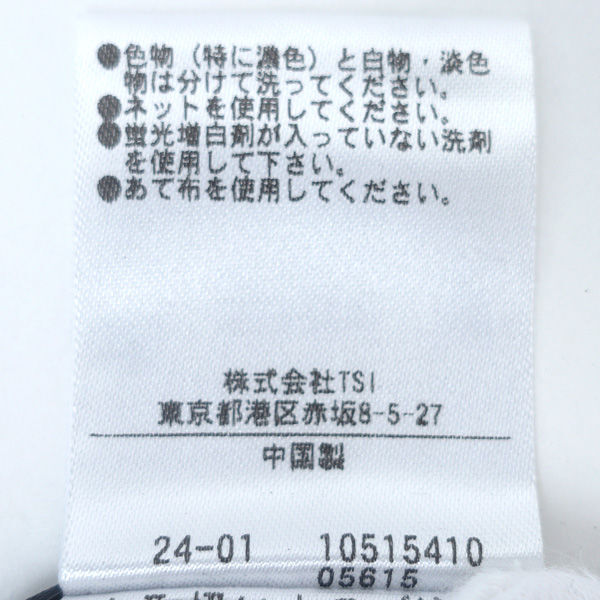 ●色物(特に濃色)と白物・淡色
物は分けて洗ってください。
●ネットを使用してください。
●蛍光増白剤が入っていない洗剤
を使用して下さい。
●あて布を使用してください。
株式会社TSI
東京都港区赤坂8-5-27
中国製
24-01 10515410
05615